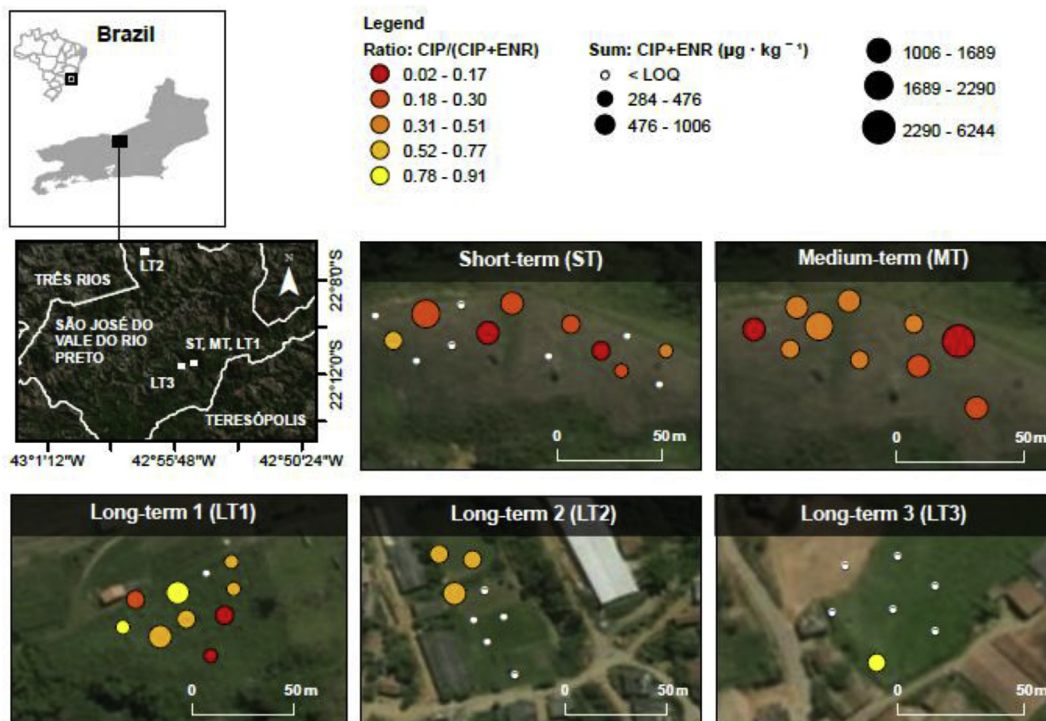 Brazil
Legend
Ratio: CIP/(CIP+ENR)
0.02 - 0.17
0.18 - 0.30
0.31 - 0.51
0.52 - 0.77
0.78 - 0.91
Sum: CIP+ENR (µg · kg⁻¹)
< LOQ
284 - 476
476 - 1006
1006 - 1689
1689 - 2290
2290 - 6244
LT2
N
TRÊS RIOS
SÃO JOSÉ DO
VALE DO RIO
PRETO
ST, MT, LT1
LT3
TERESÓPOLIS
22°8'0"S
22°12'0"S
43°1'12"W
42°55'48"W
42°50'24"W
Short-term (ST)
0
50 m
Medium-term (MT)
0
50 m
Long-term 1 (LT1)
0
50 m
Long-term 2 (LT2)
0
50 m
Long-term 3 (LT3)
0
50 m